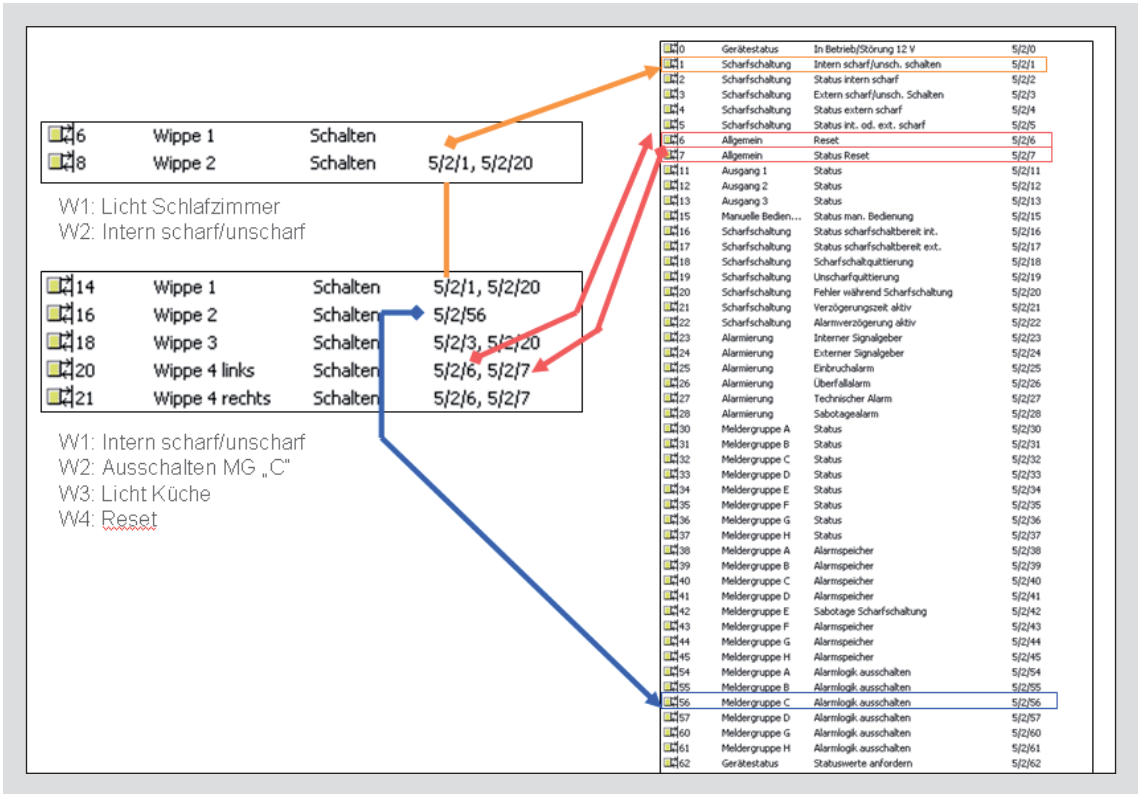 6 Wippe 1 Schalten
8 Wippe 2 Schalten 5/2/1, 5/2/20
W1: Licht Schlafzimmer
W2: Intern scharf/unscharf
14 Wippe 1 Schalten 5/2/1, 5/2/20
16 Wippe 2 Schalten 5/2/56
18 Wippe 3 Schalten 5/2/3, 5/2/20
20 Wippe 4 links Schalten 5/2/6, 5/2/7
21 Wippe 4 rechts Schalten 5/2/6, 5/2/7
W1: Intern scharf/unscharf
W2: Ausschalten MG „C“
W3: Licht Küche
W4: Reset
0 Gerätestatus In Betrieb/Störung 12 V 5/2/0
1 Scharfschaltung Intern scharf/unsch. schalten 5/2/1
2 Scharfschaltung Status intern scharf 5/2/2
3 Scharfschaltung Extern scharf/unsch. Schalten 5/2/3
4 Scharfschaltung Status extern scharf 5/2/4
5 Scharfschaltung Status int. od. ext. scharf 5/2/5
6 Allgemein Reset 5/2/6
7 Allgemein Status Reset 5/2/7
11 Ausgang 1 Status 5/2/11
12 Ausgang 2 Status 5/2/12
13 Ausgang 3 Status 5/2/13
15 Manuelle Bedien... Status man. Bedienung 5/2/15
16 Scharfschaltung Status scharfschaltbereit int. 5/2/16
17 Scharfschaltung Status scharfschaltbereit ext. 5/2/17
18 Scharfschaltung Scharfschaltquittierung 5/2/18
19 Scharfschaltung Unscharfquittierung 5/2/19
20 Scharfschaltung Fehler während Scharfschaltung 5/2/20
21 Scharfschaltung Verzögerungszeit aktiv 5/2/21
22 Scharfschaltung Alarmverzögerung aktiv 5/2/22
23 Alarmierung Interner Signalgeber 5/2/23
24 Alarmierung Externer Signalgeber 5/2/24
25 Alarmierung Einbruchalarm 5/2/25
26 Alarmierung Überfallalarm 5/2/26
27 Alarmierung Technischer Alarm 5/2/27
28 Alarmierung Sabotagealarm 5/2/28
30 Meldergruppe A Status 5/2/30
31 Meldergruppe B Status 5/2/31
32 Meldergruppe C Status 5/2/32
33 Meldergruppe D Status 5/2/33
34 Meldergruppe E Status 5/2/34
35 Meldergruppe F Status 5/2/35
36 Meldergruppe G Status 5/2/36
37 Meldergruppe H Status 5/2/37
38 Meldergruppe A Alarmspeicher 5/2/38
39 Meldergruppe B Alarmspeicher 5/2/39
40 Meldergruppe C Alarmspeicher 5/2/40
41 Meldergruppe D Alarmspeicher 5/2/41
42 Meldergruppe E Sabotage Scharfschaltung 5/2/42
43 Meldergruppe F Alarmspeicher 5/2/43
44 Meldergruppe G Alarmspeicher 5/2/44
45 Meldergruppe H Alarmspeicher 5/2/45
54 Meldergruppe A Alarmlogik ausschalten 5/2/54
55 Meldergruppe B Alarmlogik ausschalten 5/2/55
56 Meldergruppe C Alarmlogik ausschalten 5/2/56
57 Meldergruppe D Alarmlogik ausschalten 5/2/57
60 Meldergruppe G Alarmlogik ausschalten 5/2/60
61 Meldergruppe H Alarmlogik ausschalten 5/2/61
62 Gerätestatus Statuswerte anfordern 5/2/62